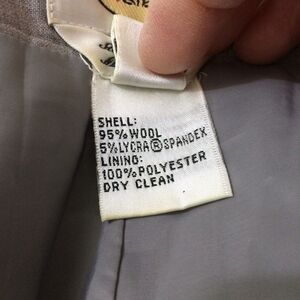 SHELL:
95% WOOL
5% LYCRA®SPANDEX
LINING:
100% POLYESTER
DRY CLEAN